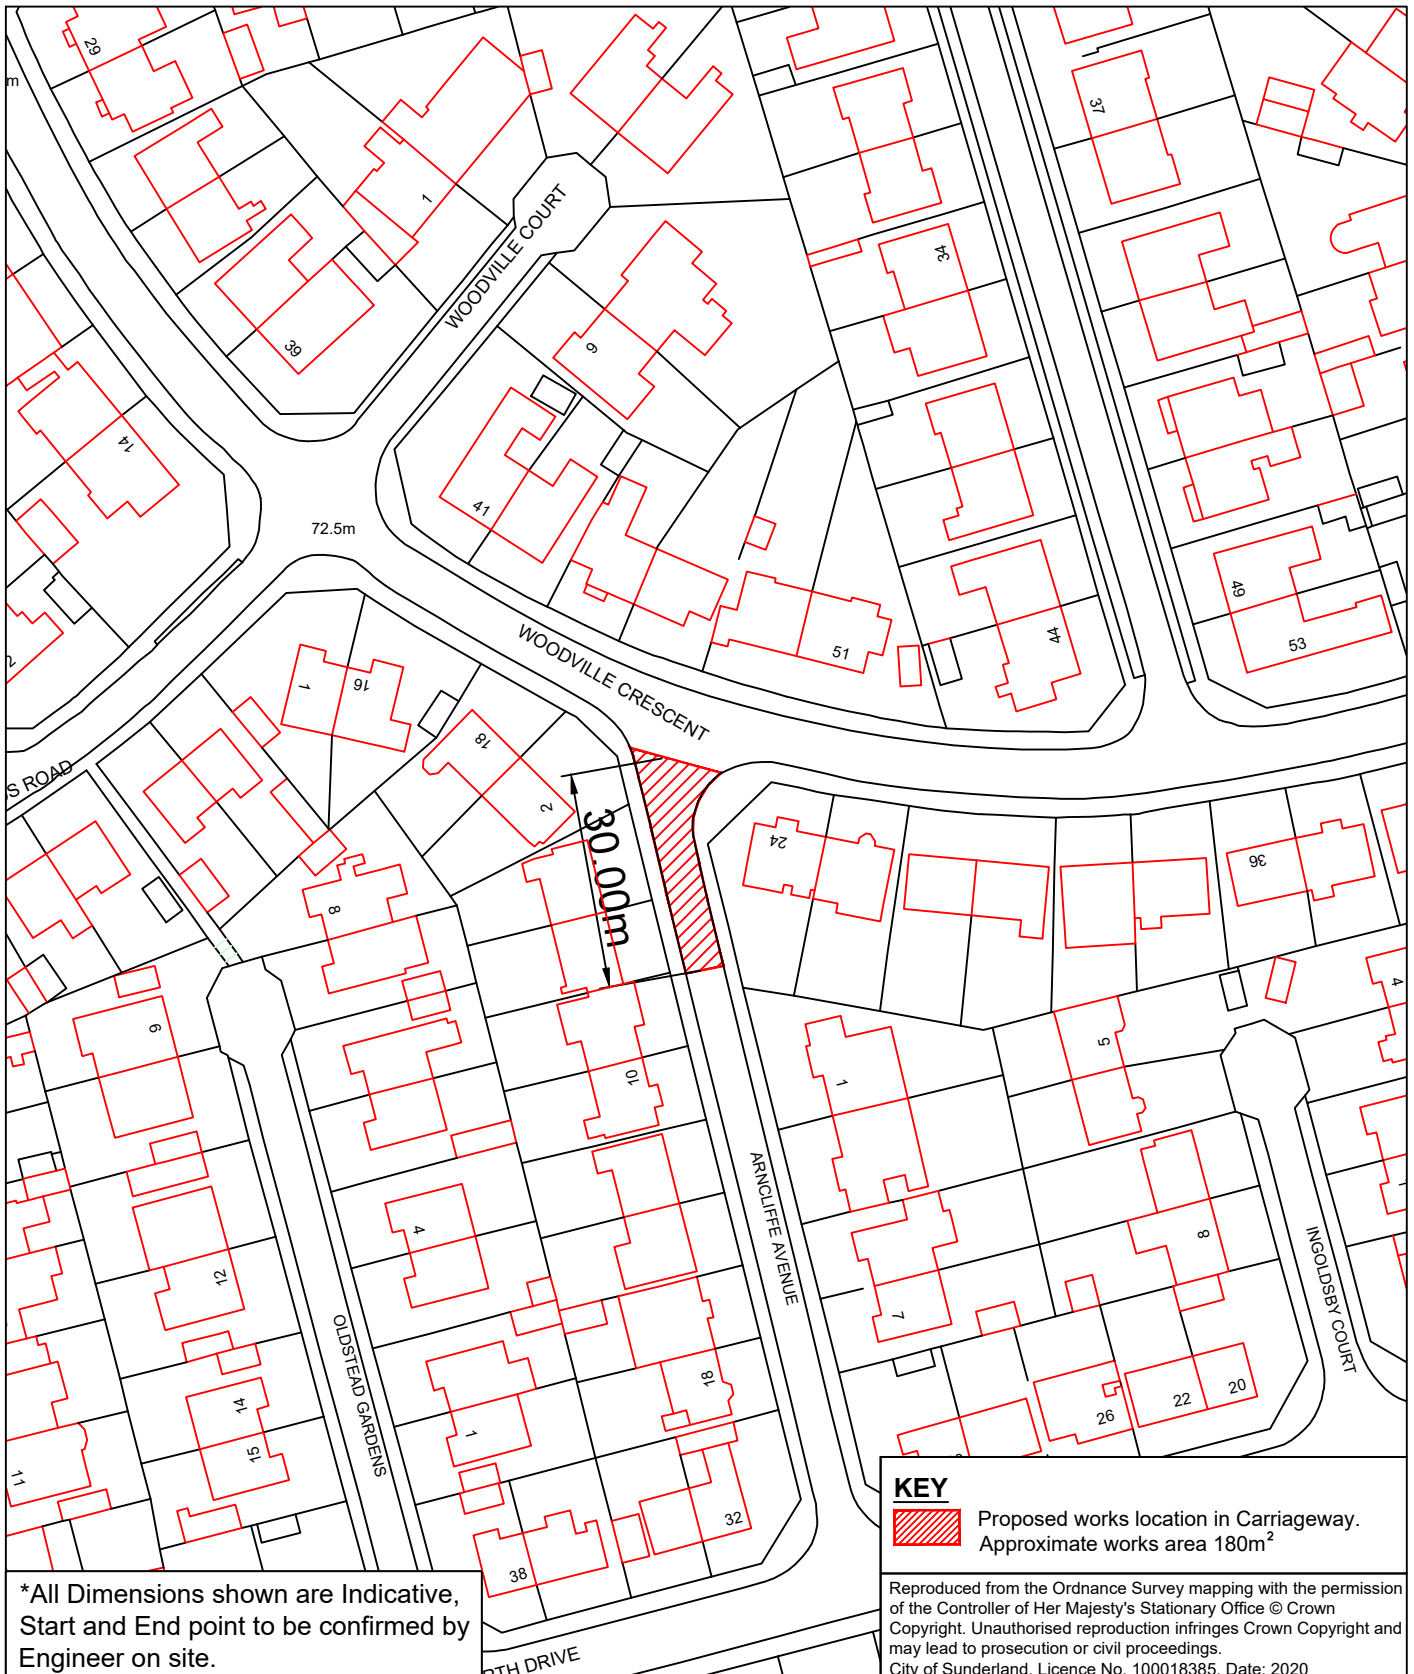 29
m
37
1
WOODVILLE COURT
34
39
9
14
41
72.5m
49
WOODVILLE CRESCENT
51
44
53
1
16
18
S ROAD
2
30.00m
24
36
8
4
6
5
10
1
ARNCLIFFE AVENUE
4
8
INGOLDSBY COURT
12
7
OLDSTEAD GARDENS
18
14
1
22
20
26
15
11
32
38
KEY
Proposed works location in Carriageway.
Approximate works area 180m²
*All Dimensions shown are Indicative,
Start and End point to be confirmed by
Engineer on site.
RTH DRIVE
Reproduced from the Ordnance Survey mapping with the permission
of the Controller of Her Majesty's Stationary Office © Crown
Copyright. Unauthorised reproduction infringes Crown Copyright and
may lead to prosecution or civil proceedings.
City of Sunderland. Licence No. 100018385. Date: 2020